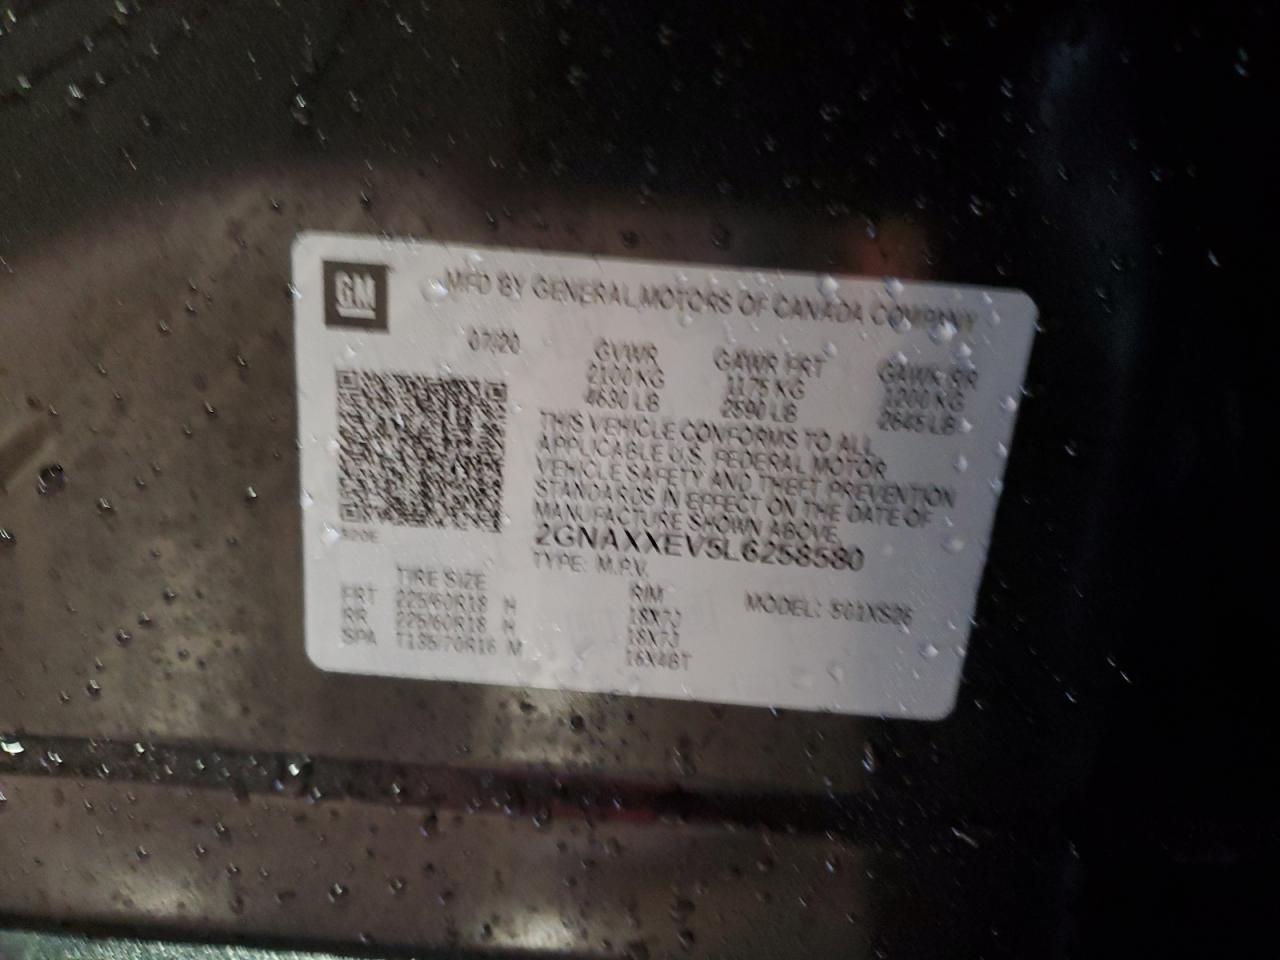 GM
MFD BY GENERAL MOTORS OF CANADA COMPANY
07/20
GVWR GAWR FRT GAWR RR
2100 KG 1175 KG 1200 KG
4630 LB 2590 LB 2645 LB
THIS VEHICLE CONFORMS TO ALL
APPLICABLE U.S. FEDERAL MOTOR
VEHICLE SAFETY AND THEFT PREVENTION
STANDARDS IN EFFECT ON THE DATE OF
MANUFACTURE SHOWN ABOVE.
2GNAXXEV5L6258580
TYPE: M.P.V.
MODEL:
TIRE SIZE RIM
FRT 225/60R18 H 18X7J
RR 225/60R18 H 18X7J
SPA T135/70R16 M 16X4BT